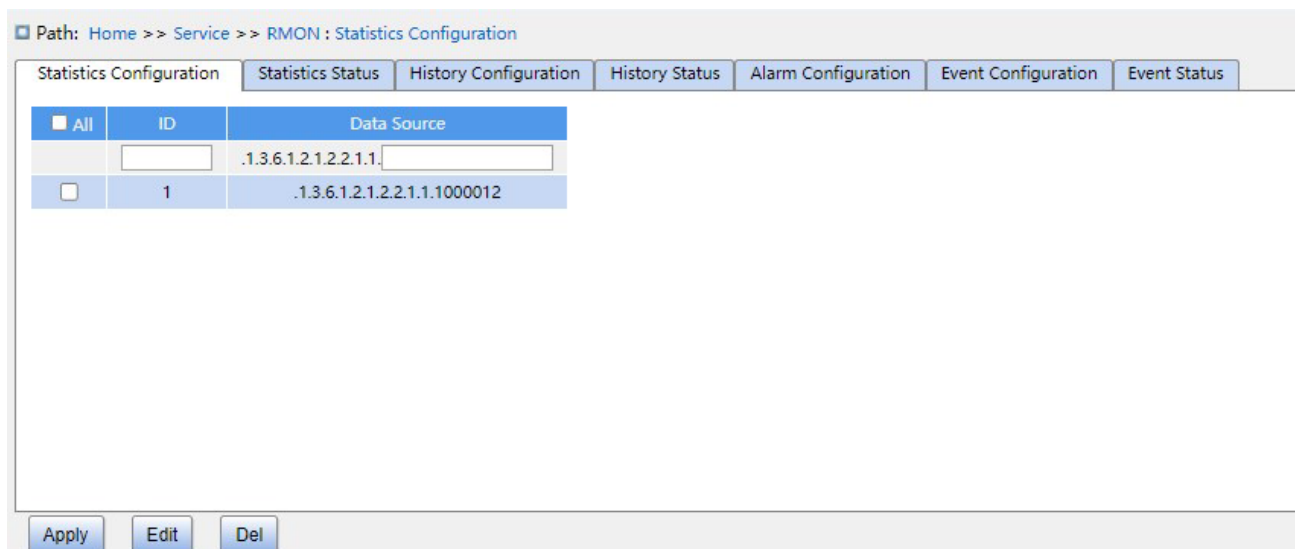 Path: Home >> Service >> RMON : Statistics Configuration
Statistics Configuration Statistics Status History Configuration History Status Alarm Configuration Event Configuration Event Status
All ID Data Source
.1.3.6.1.2.1.2.2.1.1.
1 .1.3.6.1.2.1.2.2.1.1.1000012
Apply Edit Del